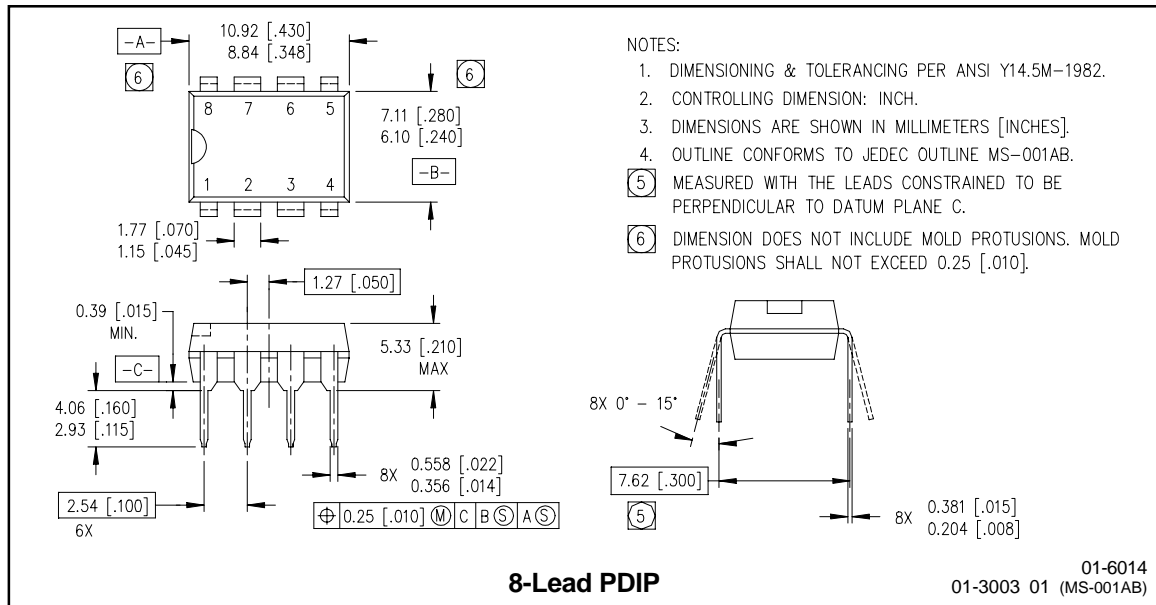 -A-
10.92 [.430]
8.84 [.348]
6
6
8 7 6 5
7.11 [.280]
6.10 [.240]
-B-
1 2 3 4
1.77 [.070]
1.15 [.045]
1.27 [.050]
0.39 [.015]
MIN.
5.33 [.210]
MAX
-C-
4.06 [.160]
2.93 [.115]
8X 0.558 [.022]
0.356 [.014]
2.54 [.100]
6X
⌖ 0.25 [.010] Ⓜ C B Ⓢ A Ⓢ
NOTES:
1. DIMENSIONING & TOLERANCING PER ANSI Y14.5M-1982.
2. CONTROLLING DIMENSION: INCH.
3. DIMENSIONS ARE SHOWN IN MILLIMETERS [INCHES].
4. OUTLINE CONFORMS TO JEDEC OUTLINE MS-001AB.
5 MEASURED WITH THE LEADS CONSTRAINED TO BE
PERPENDICULAR TO DATUM PLANE C.
6 DIMENSION DOES NOT INCLUDE MOLD PROTUSIONS. MOLD
PROTUSIONS SHALL NOT EXCEED 0.25 [.010].
8X 0° - 15°
7.62 [.300]
5
8X 0.381 [.015]
0.204 [.008]
8-Lead PDIP
01-6014
01-3003 01 (MS-001AB)